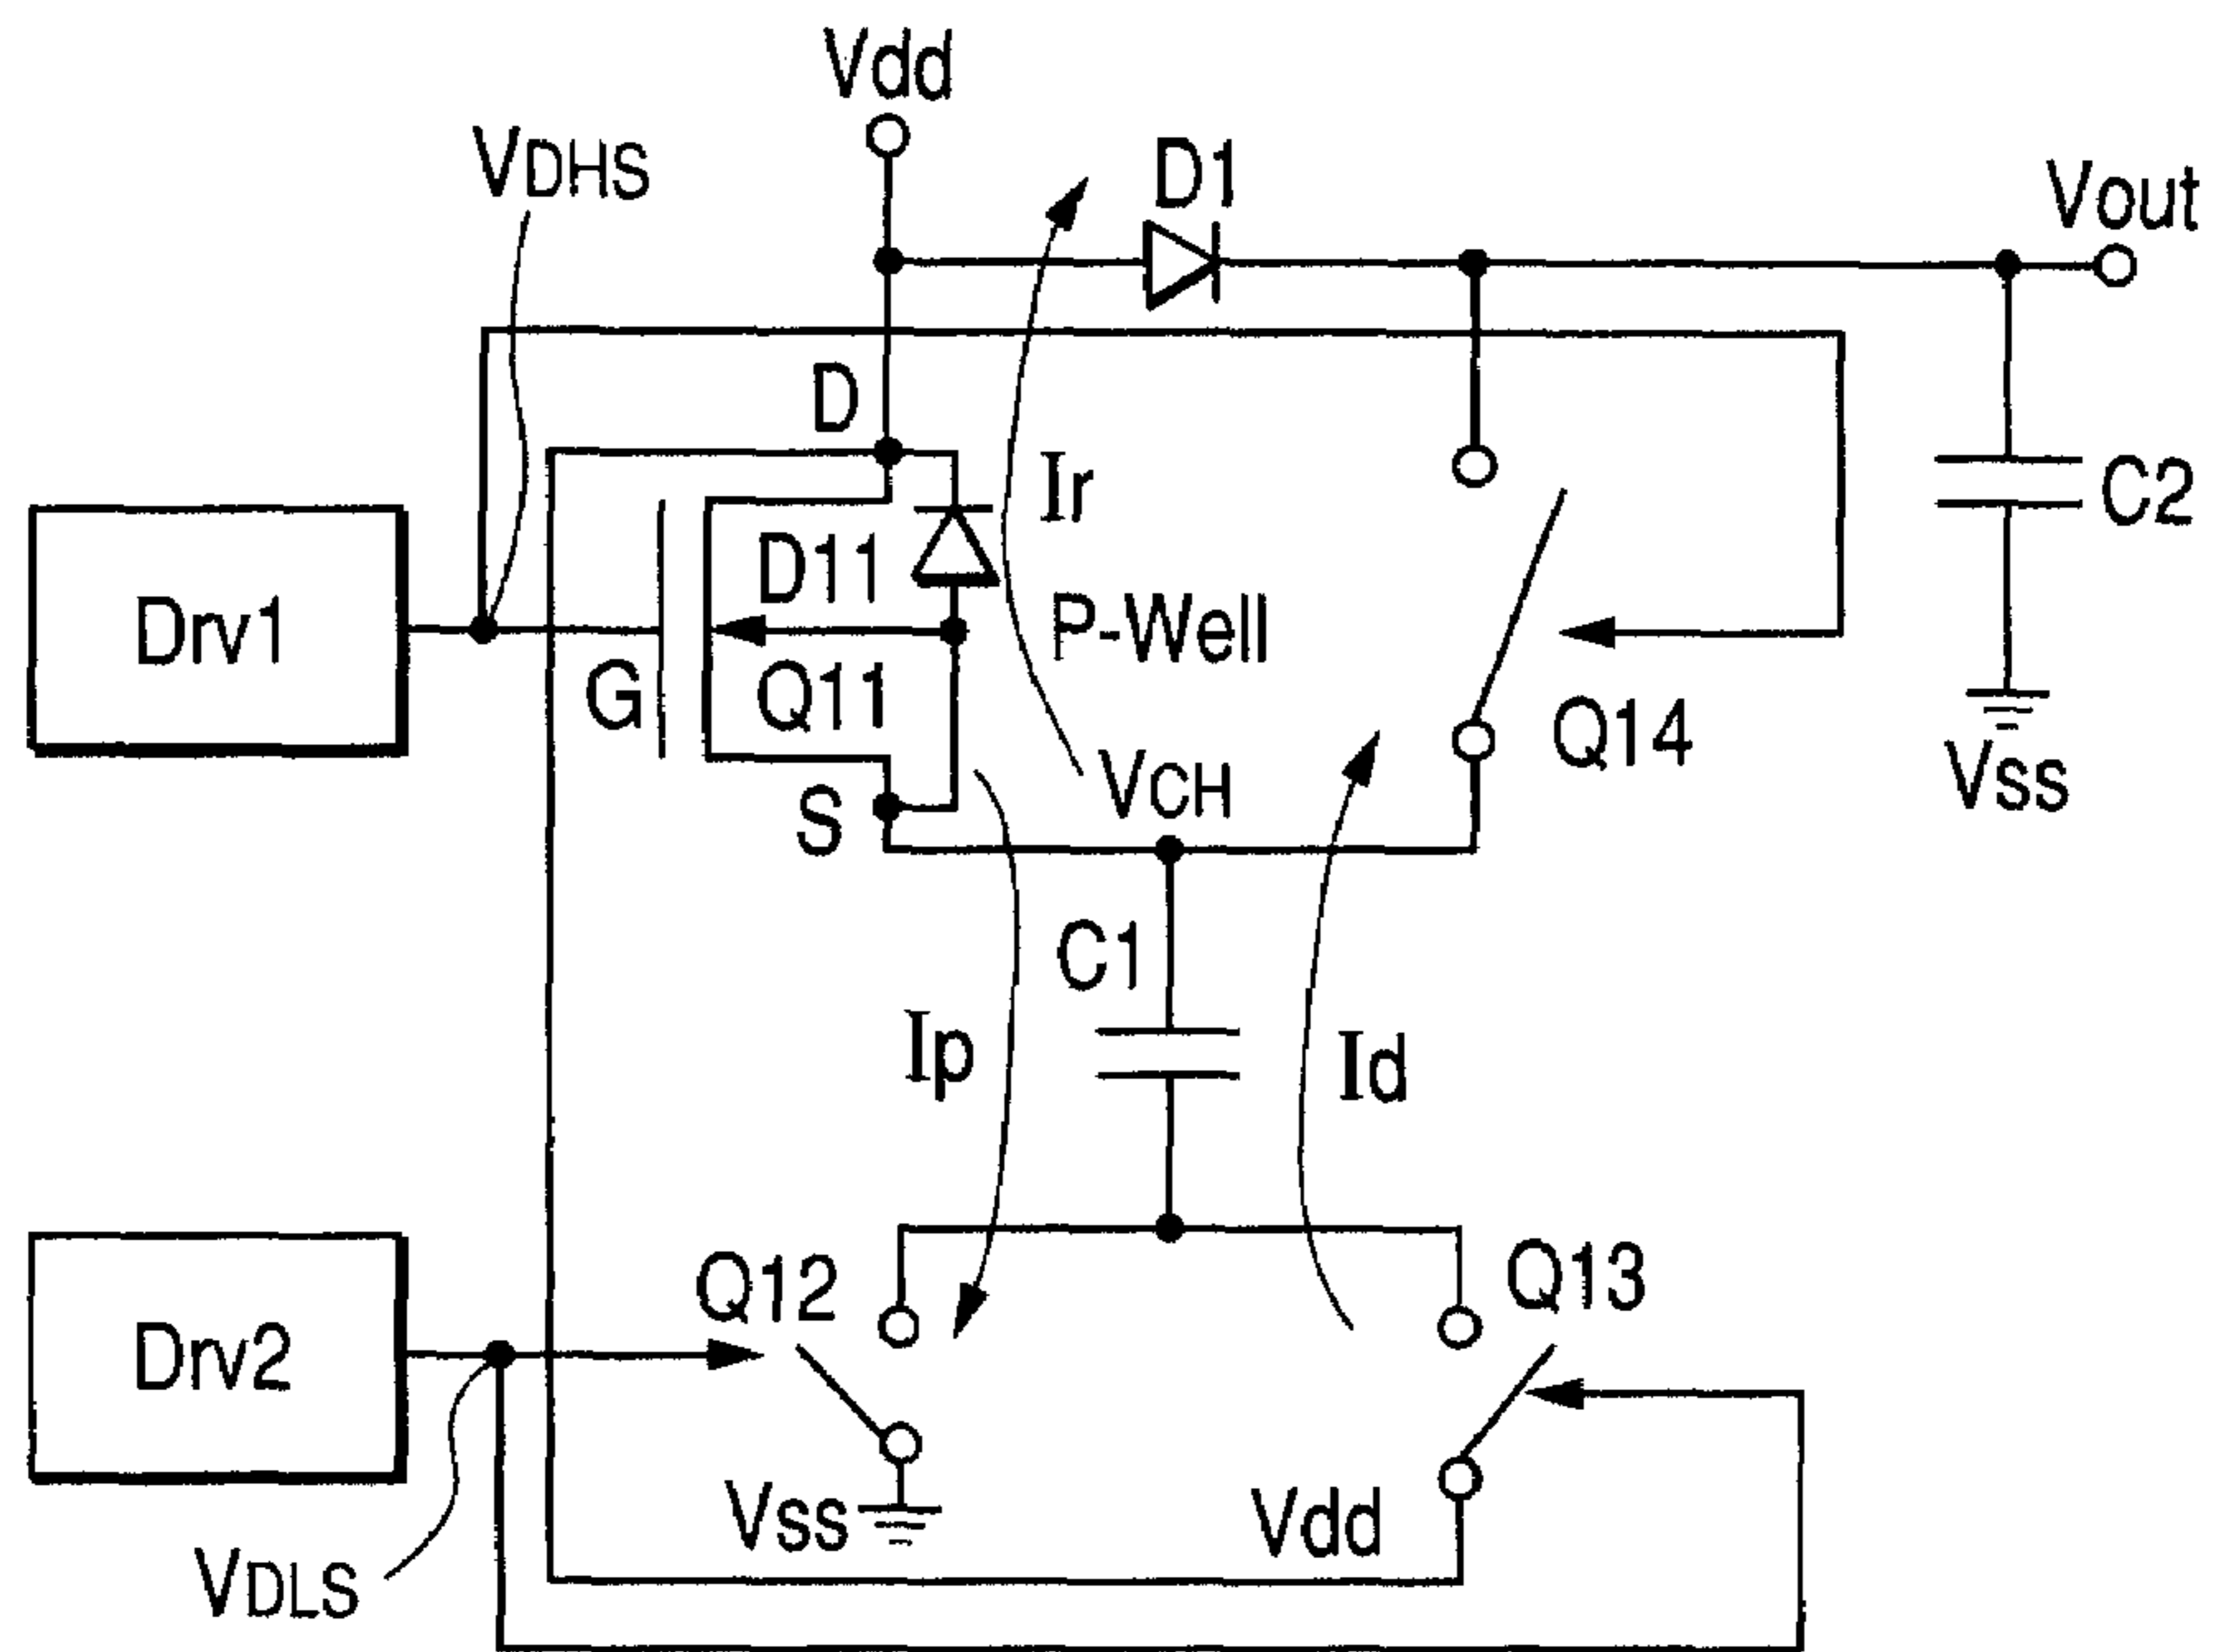 Vdd
VDHS
D1
Vout
D
Ir
C2
D11
P-Well
Drv1
G
Q11
Q14
S
VCH
Vss
C1
Ip
Id
Q12
Q13
Drv2
Vss
Vdd
VDLS